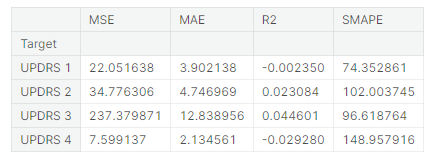 MSE MAE R2 SMAPE
Target
UPDRS 1 22.051638 3.902138 -0.002350 74.352861
UPDRS 2 34.776306 4.746969 0.023084 102.003745
UPDRS 3 237.379871 12.838956 0.044601 96.618764
UPDRS 4 7.599137 2.134561 -0.029280 148.957916